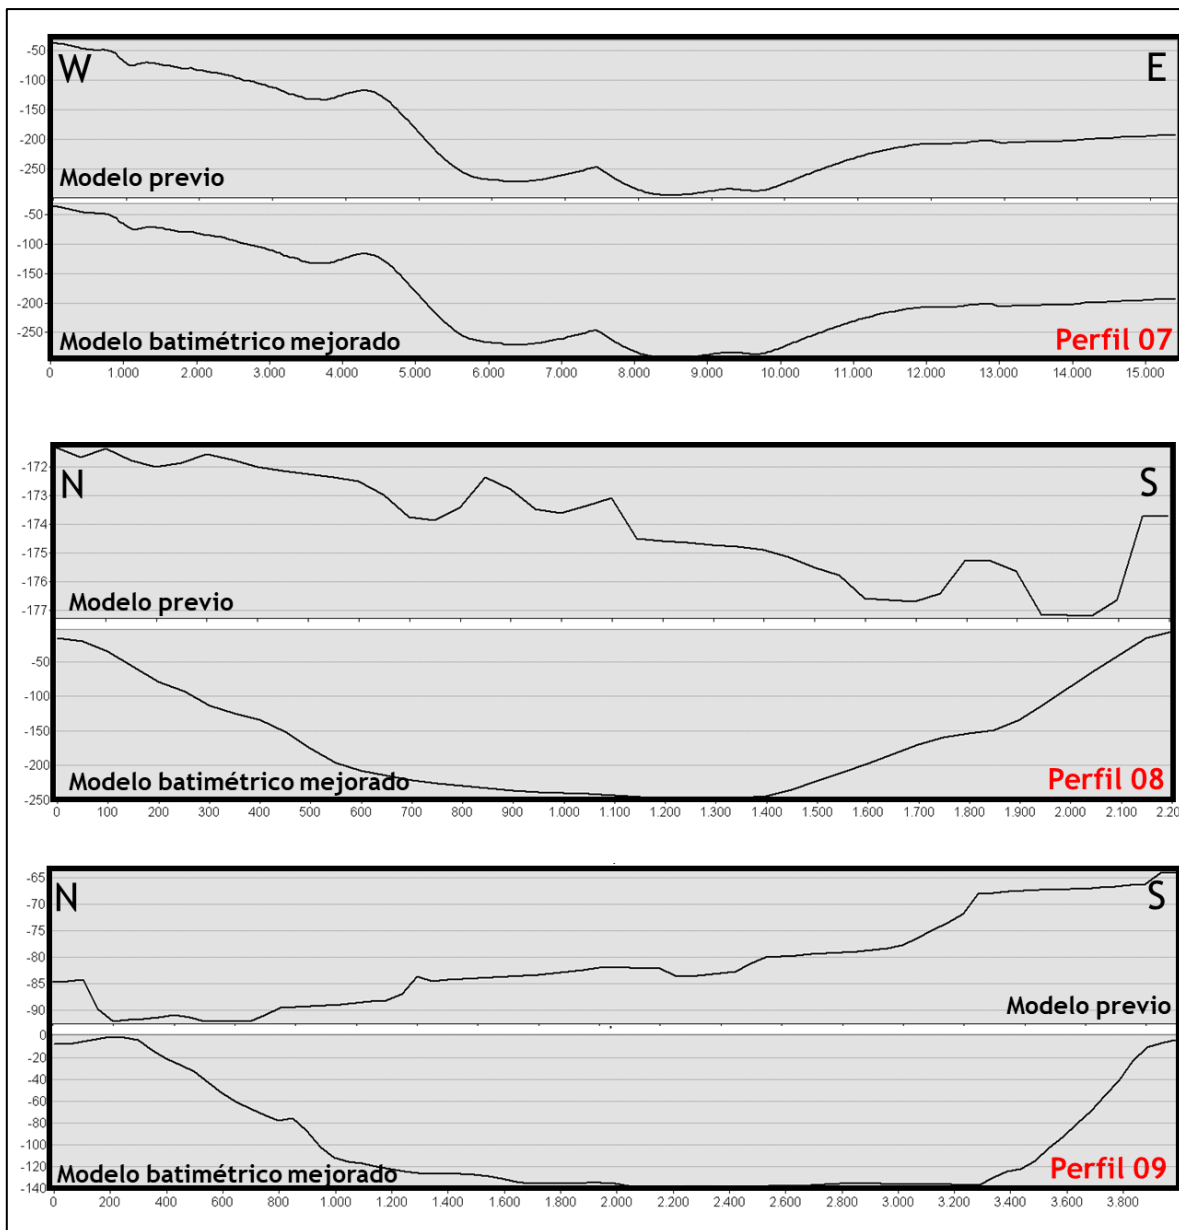 -50
W
E
-100
-150
-200
-250
Modelo previo
-50
-100
-150
-200
-250
Modelo batimétrico mejorado
Perfil 07
0 1.000 2.000 3.000 4.000 5.000 6.000 7.000 8.000 9.000 10.000 11.000 12.000 13.000 14.000 15.000
-172
N
S
-173
-174
-175
-176
-177
Modelo previo
-50
-100
-150
-200
-250
Modelo batimétrico mejorado
Perfil 08
0 100 200 300 400 500 600 700 800 900 1.000 1.100 1.200 1.300 1.400 1.500 1.600 1.700 1.800 1.900 2.000 2.100 2.20
-65
N
S
-70
-75
-80
-85
-90
Modelo previo
0
-20
-40
-60
-80
-100
-120
-140
Modelo batimétrico mejorado
Perfil 09
0 200 400 600 800 1.000 1.200 1.400 1.600 1.800 2.000 2.200 2.400 2.600 2.800 3.000 3.200 3.400 3.600 3.800